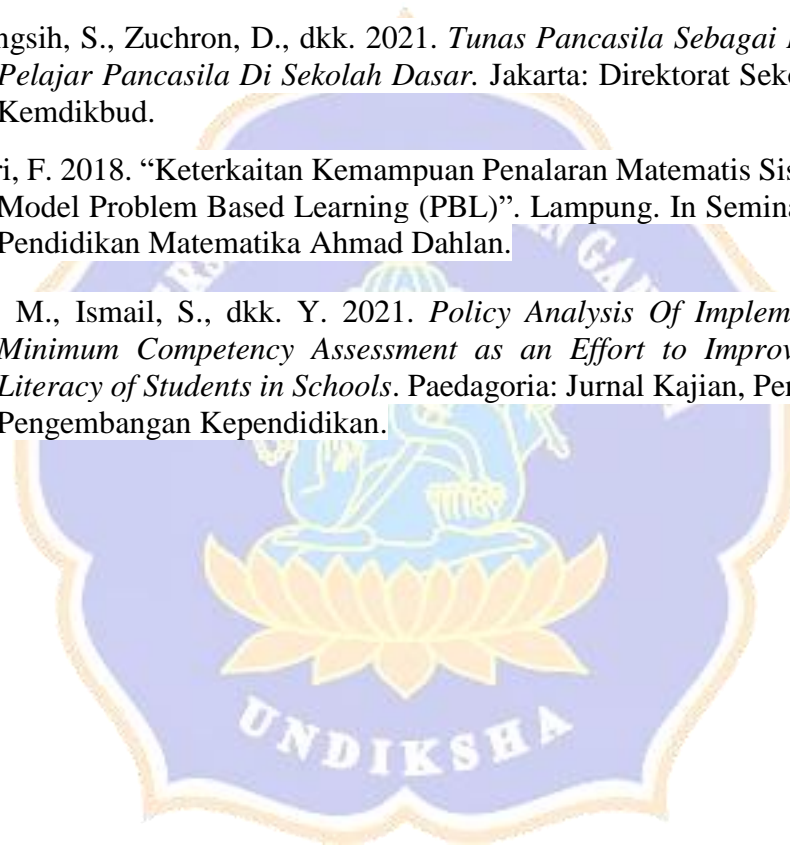 ngsih, S., Zuchron, D., dkk. 2021. Tunas Pancasila Sebagai
Pelajar Pancasila Di Sekolah Dasar. Jakarta: Direktorat Seko
Kemdikbud.
ri, F. 2018. “Keterkaitan Kemampuan Penalaran Matematis Sis
Model Problem Based Learning (PBL)”. Lampung. In Semina
Pendidikan Matematika Ahmad Dahlan.
M., Ismail, S., dkk. Y. 2021. Policy Analysis Of Implem
Minimum Competency Assessment as an Effort to Improv
Literacy of Students in Schools. Paedagoria: Jurnal Kajian, Pen
Pengembangan Kependidikan.
UNDIKSHA